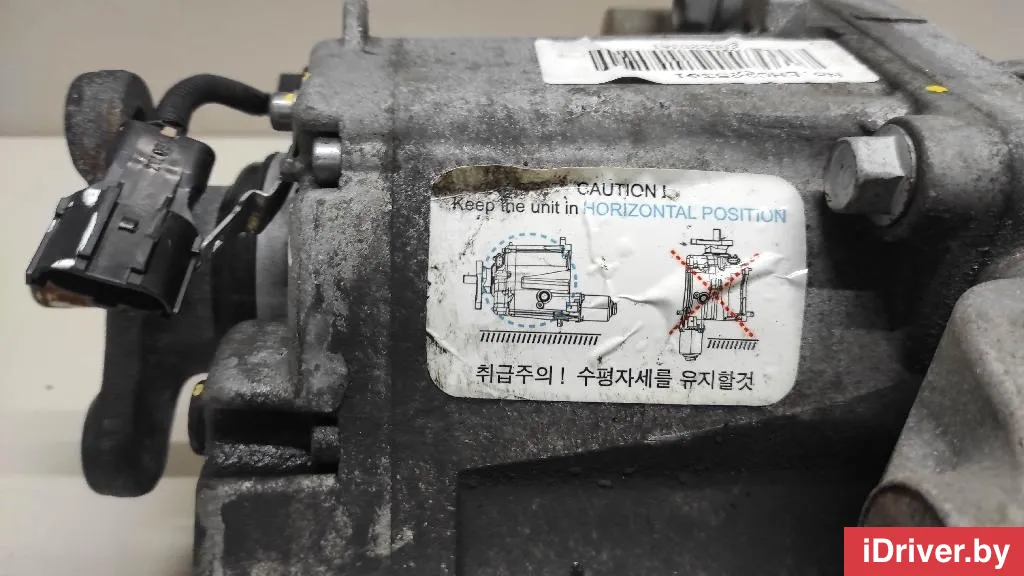 CAUTION !
Keep the unit in HORIZONTAL POSITION
취급주의 ! 수평자세를 유지할것
iDriver.by